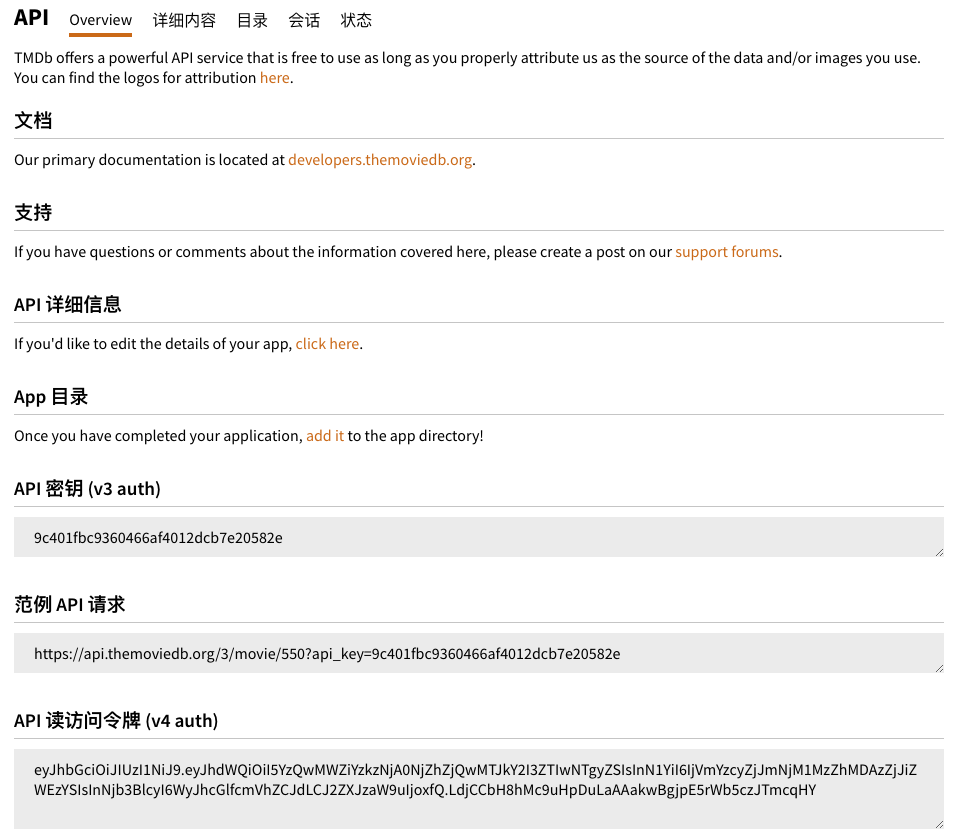 API Overview 详细内容 目录 会话 状态
TMDb offers a powerful API service that is free to use as long as you properly attribute us as the source of the data and/or images you use.
You can find the logos for attribution here.
文档
Our primary documentation is located at developers.themoviedb.org.
支持
If you have questions or comments about the information covered here, please create a post on our support forums.
API 详细信息
If you'd like to edit the details of your app, click here.
App 目录
Once you have completed your application, add it to the app directory!
API 密钥 (v3 auth)
9c401fbc9360466af4012dcb7e20582e
范例 API 请求
https://api.themoviedb.org/3/movie/550?api_key=9c401fbc9360466af4012dcb7e20582e
API 读访问令牌 (v4 auth)
eyJhbGciOiJIUzI1NiJ9.eyJhdWQiOiI5YzQwMWZiYzkzNjA0NjZhZjQwMTJkY2I3ZTIwNTgyZSIsInN1YiI6IjVmYzcyZjJmNjM1MzZhMDAzZjJiZ
WEzYSIsInNjb3BlcyI6WyJhcGlfcmVhZCJdLCJ2ZXJzaW9uIjoxfQ.LdjCCbH8hMc9uHpDuLaAAakwBgjpE5rWb5czJTmcqHY